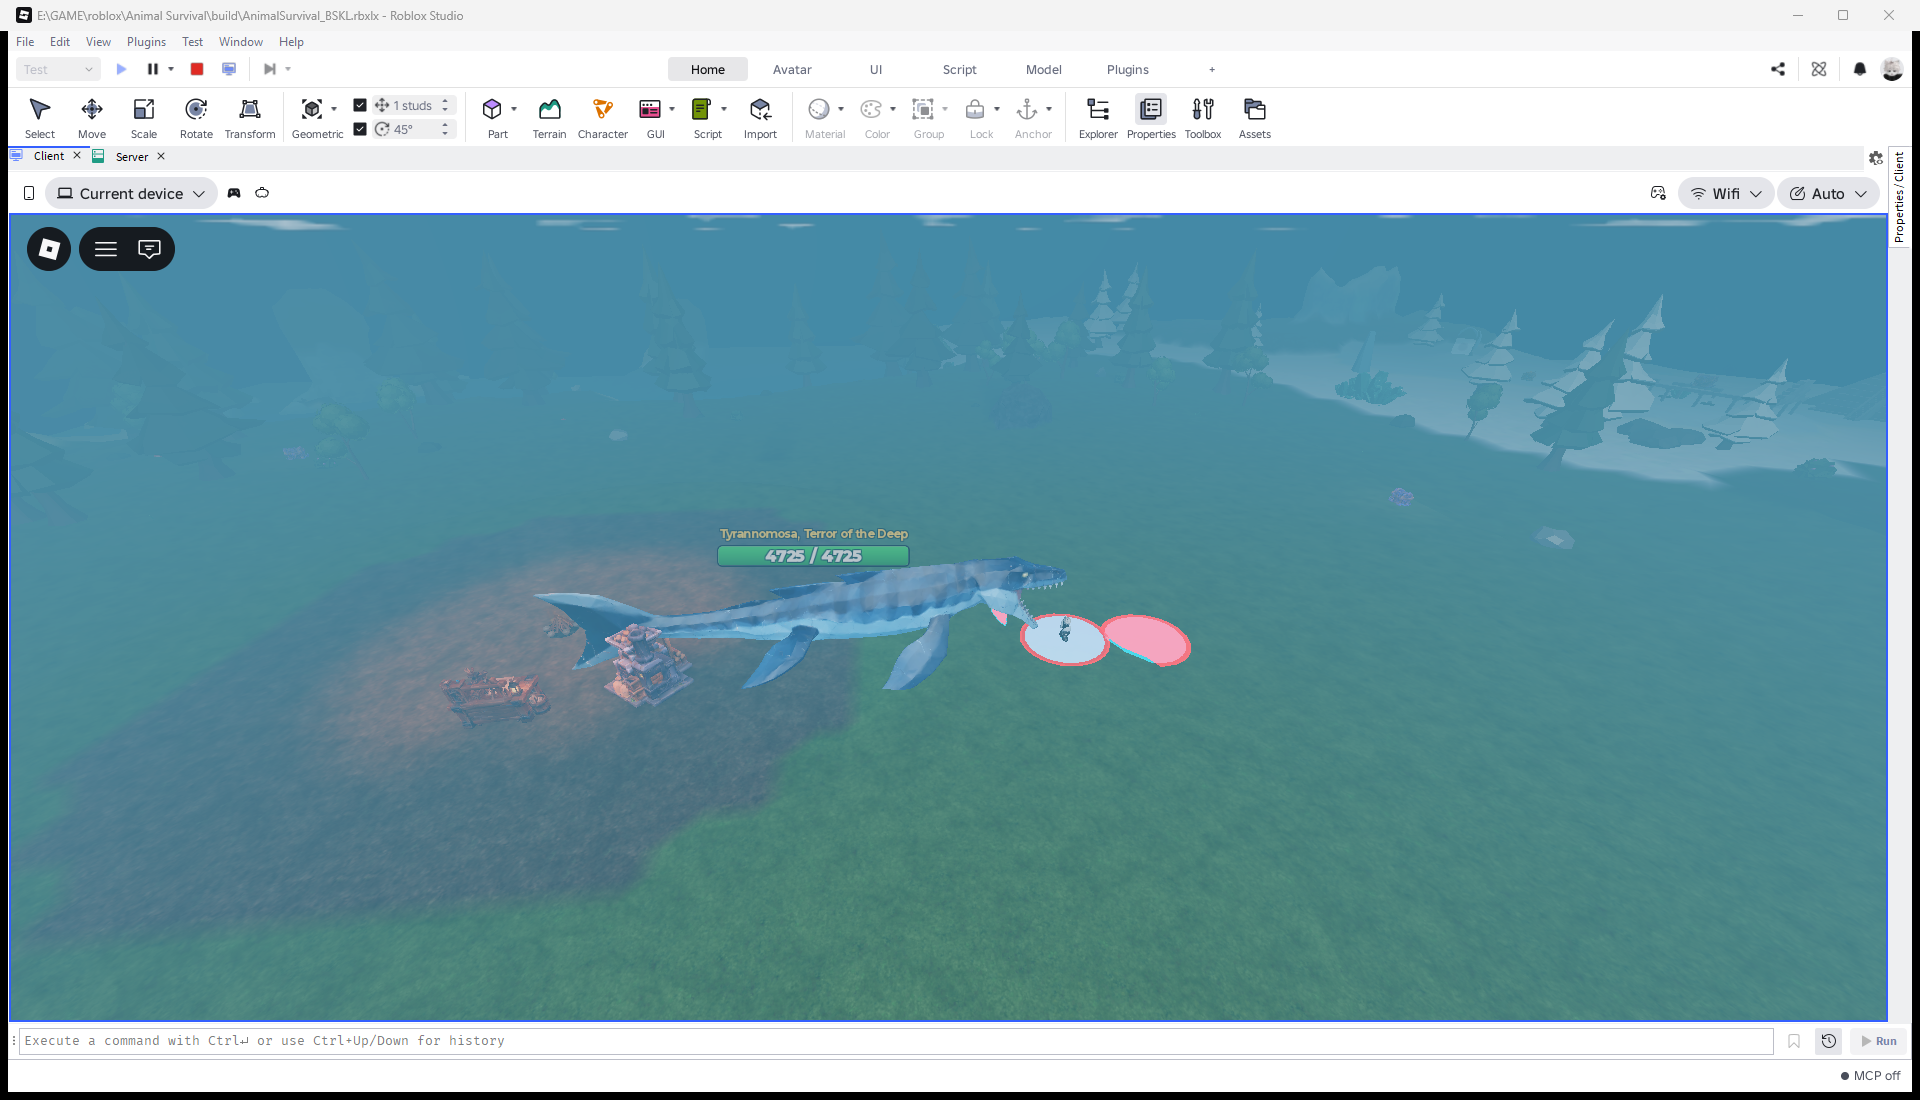 E:\GAME\roblox\Animal Survival\build\AnimalSurvival_BSKL.rbxlx - Roblox Studio
File Edit View Plugins Test Window Help
Test
Home Avatar UI Script Model Plugins +
1 studs
45°
Select Move Scale Rotate Transform Geometric Part Terrain Character GUI Script Import Material Color Group Lock Anchor Explorer Properties Toolbox Assets
Client Server
Properties / Client
Current device Wifi Auto
Tyrannomosa, Terror of the Deep
4725 / 4725
Execute a command with Ctrl↵ or use Ctrl+Up/Down for history
Run
MCP off